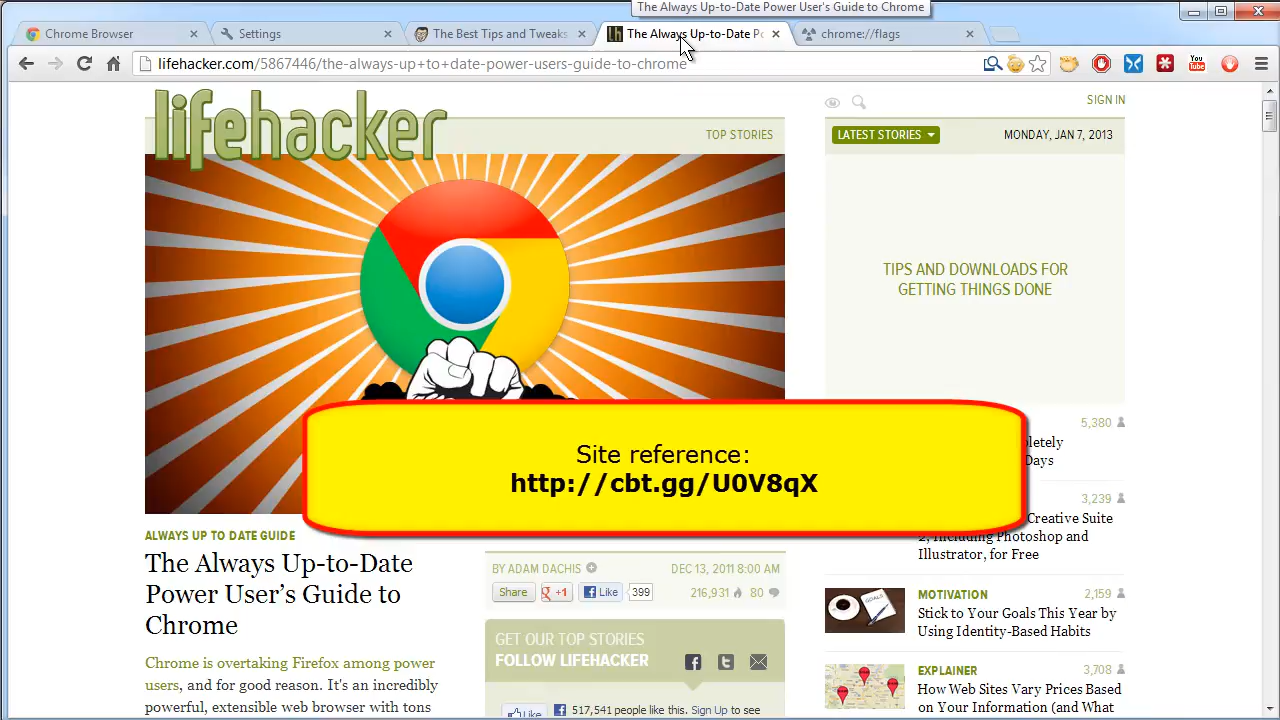 The Always Up-to-Date Power User's Guide to Chrome
Chrome Browser
Settings
The Best Tips and Tweaks
The Always Up-to-Date Po
chrome://flags
lifehacker.com/5867446/the-always-up+to+date-power-users-guide-to-chrome
You
Tube
lifehacker
TOP STORIES
SIGN IN
LATEST STORIES
MONDAY, JAN 7, 2013
TIPS AND DOWNLOADS FOR
GETTING THINGS DONE
Site reference:
http://cbt.gg/U0V8qX
5,380
Days
3,239
Creative Suite
2, Including Photoshop and
Illustrator, for Free
ALWAYS UP TO DATE GUIDE
The Always Up-to-Date
Power User's Guide to
Chrome
Chrome is overtaking Firefox among power
users, and for good reason. It's an incredibly
powerful, extensible web browser with tons
BY ADAM DACHIS
DEC 13, 2011 8:00 AM
Share
g +1
Like
399
216,931
80
GET OUR TOP STORIES
FOLLOW LIFEHACKER
Like
517,541 people like this. Sign Up to see
GOALS
MOTIVATION
2,159
Stick to Your Goals This Year by
Using Identity-Based Habits
EXPLAINER
3,708
How Web Sites Vary Prices Based
on Your Information (and What